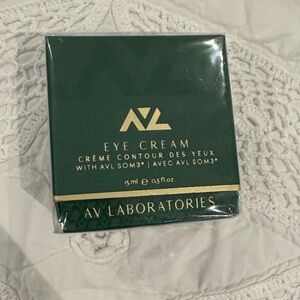 AVL
EYE CREAM
CRÈME CONTOUR DES YEUX
WITH AVL SOM3® | AVEC AVL SOM3®
15 ml ℮ 0.5 fl.oz.
AV LABORATORIES